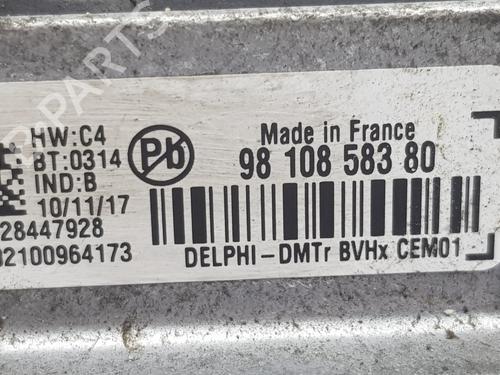 HW:C4
BT:0314
IND:B
10/11/17
28447928
02100964173
Pb
Made in France
98 108 583 80
DELPHI-DMTr BVHx CEM01
B-PARTS